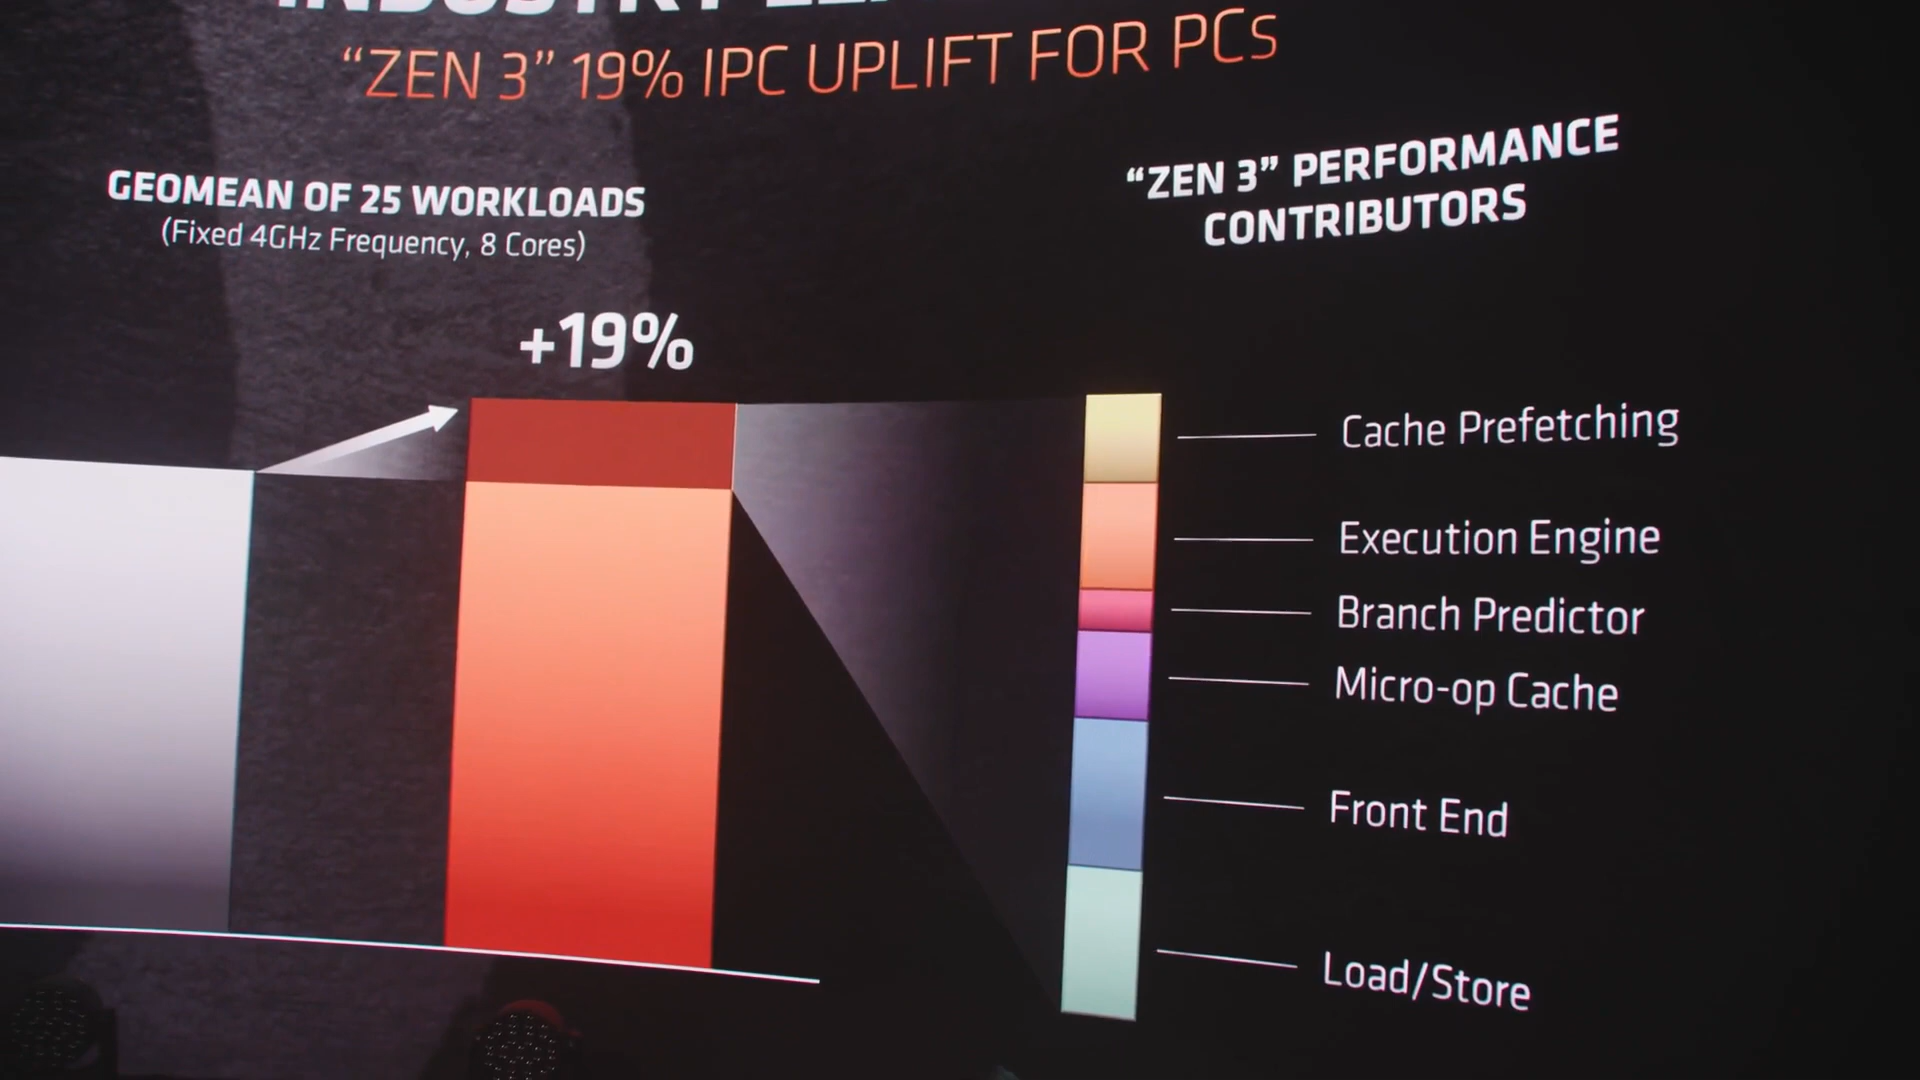 “ZEN 3” 19% IPC UPLIFT FOR PCs
GEOMEAN OF 25 WORKLOADS
(Fixed 4GHz Frequency, 8 Cores)
+19%
“ZEN 3” PERFORMANCE
CONTRIBUTORS
Cache Prefetching
Execution Engine
Branch Predictor
Micro-op Cache
Front End
Load/Store